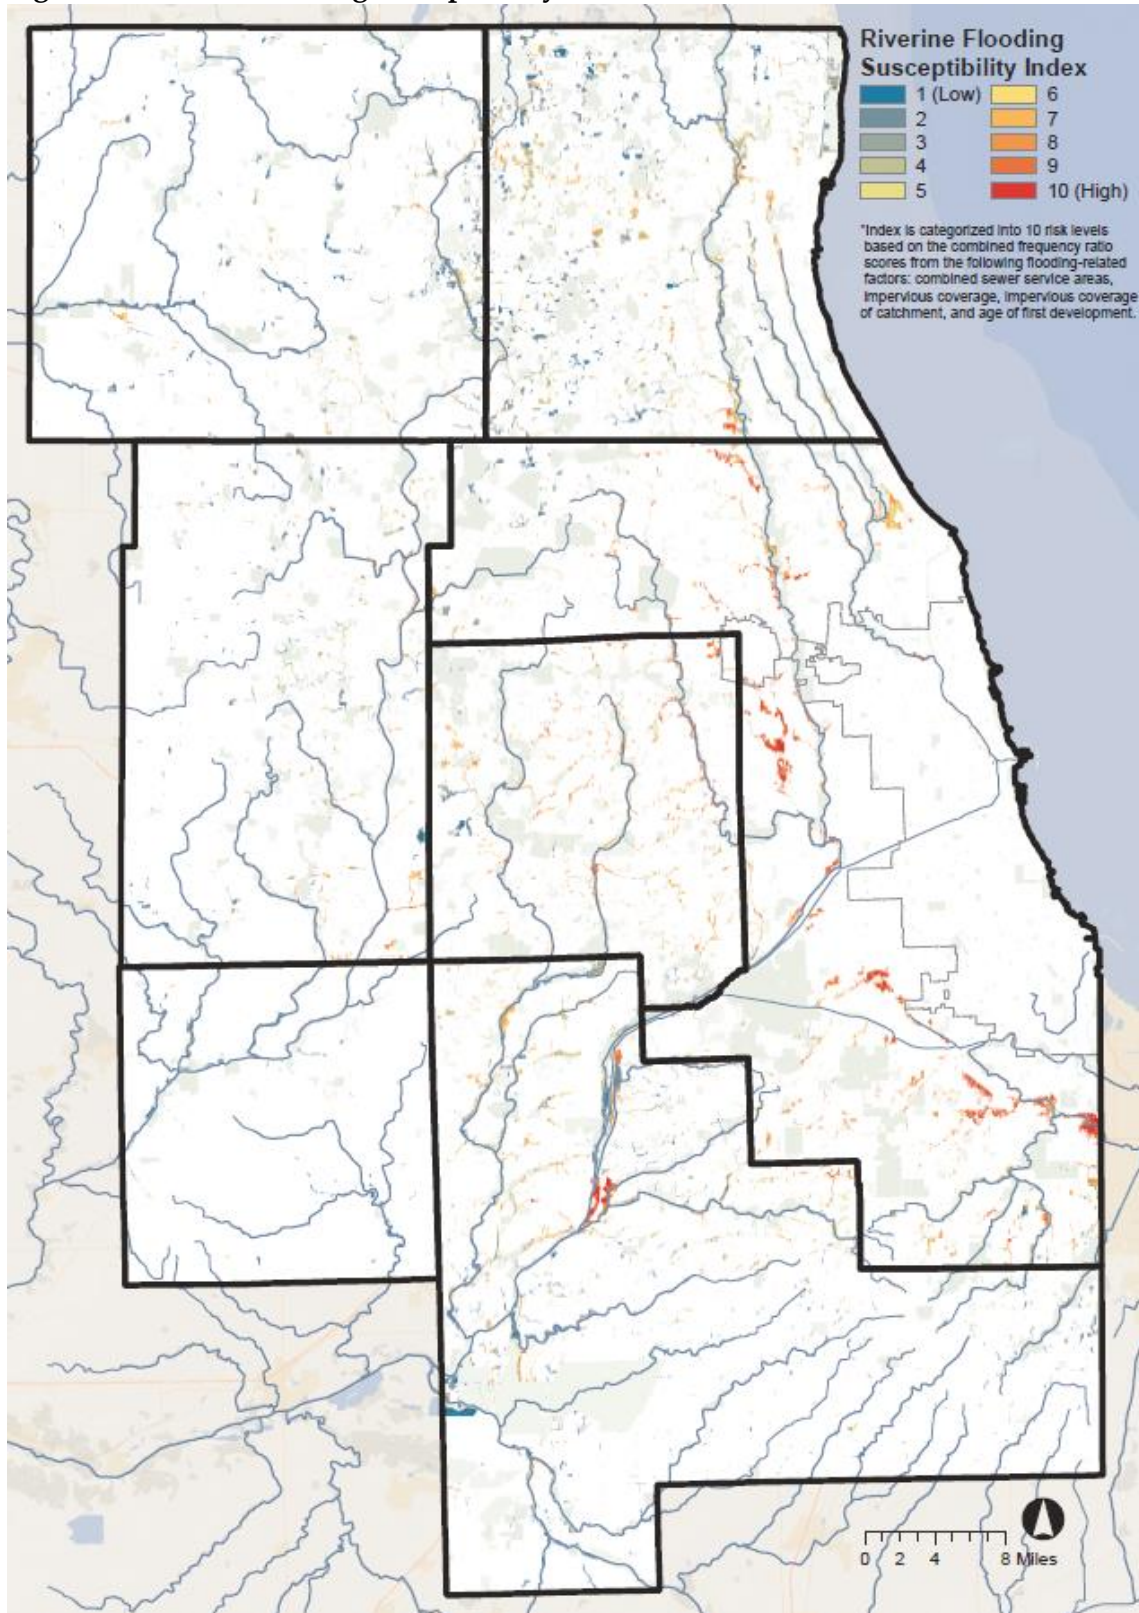 Riverine Flooding
Susceptibility Index
1 (Low) 6
2 7
3 8
4 9
5 10 (High)
*Index is categorized into 10 risk levels
based on the combined frequency ratio
scores from the following flooding-related
factors: combined sewer service areas,
impervious coverage, impervious coverage
of catchment, and age of first development.
0 2 4 8 Miles